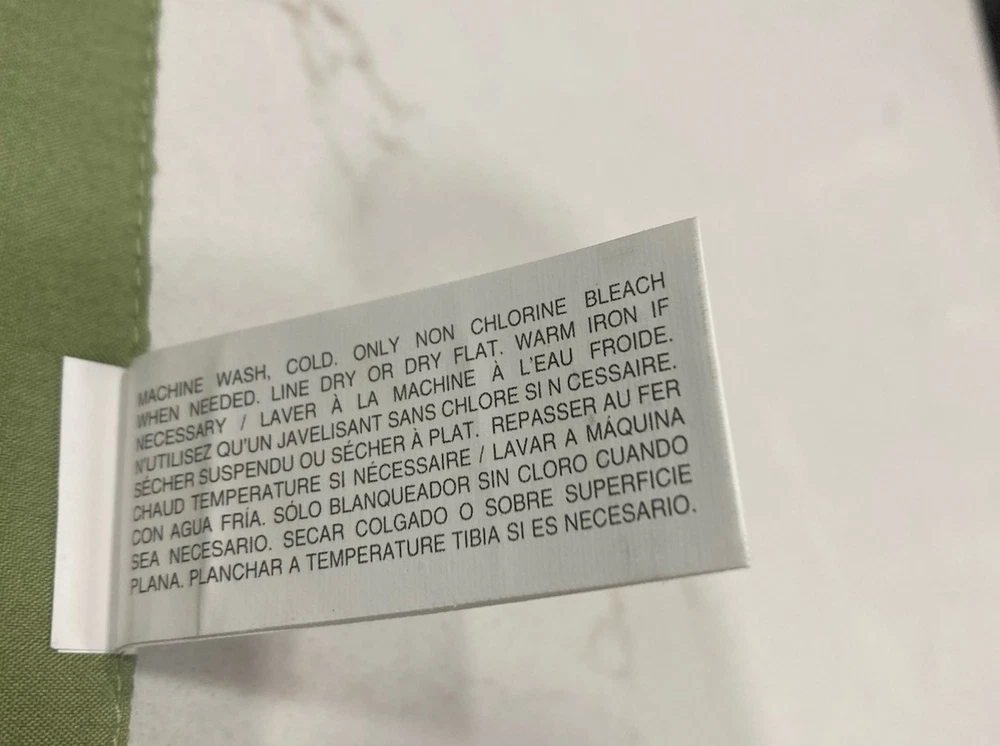 MACHINE WASH, COLD. ONLY NON CHLORINE BLEACH
WHEN NEEDED. LINE DRY OR DRY FLAT. WARM IRON IF
NECESSARY / LAVER À LA MACHINE À L'EAU FROIDE.
N'UTILISEZ QU'UN JAVELISANT SANS CHLORE SI N CESSAIRE.
SÉCHER SUSPENDU OU SÉCHER À PLAT. REPASSER AU FER
CHAUD TEMPERATURE SI NÉCESSAIRE / LAVAR A MÁQUINA
CON AGUA FRÍA. SÓLO BLANQUEADOR SIN CLORO CUANDO
SEA NECESARIO. SECAR COLGADO O SOBRE SUPERFICIE
PLANA. PLANCHAR A TEMPERATURE TIBIA SI ES NECESARIO.